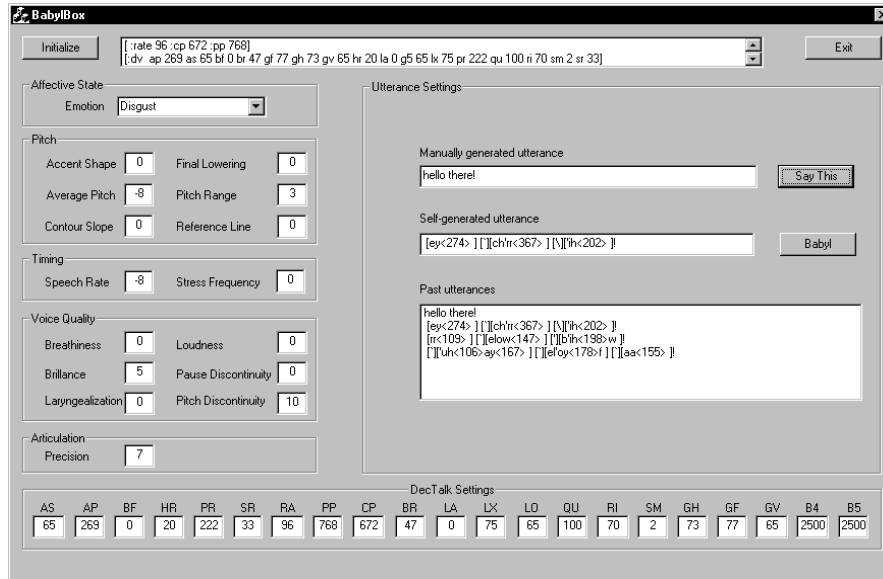 BabylBox
Initialize
[ :rate 96 :cp 672 :pp 768]
[:dv  ap 269 as 65 bf 0 br 47 gf 77 gh 73 gv 65 hr 20 la 0 g5 65 lx 75 pr 222 qu 100 ri 70 sm 2 sr 33]
Exit
Affective State
Emotion Disgust
Pitch
Accent Shape 0 Final Lowering 0
Average Pitch -8 Pitch Range 3
Contour Slope 0 Reference Line 0
Timing
Speech Rate -8 Stress Frequency 0
Voice Quality
Breathiness 0 Loudness 0
Brillance 5 Pause Discontinuity 0
Laryngealization 0 Pitch Discontinuity 10
Articulation
Precision 7
Utterance Settings
Manually generated utterance
hello there!
Say This
Self-generated utterance
[ey<274> ] [`][ch'rr<367> ] [\]['ih<202> ]!
Babyl
Past utterances
hello there!
[ey<274> ] [`][ch'rr<367> ] [\]['ih<202> ]!
[rr<109> ] [`][elow<147> ] [`][b'ih<198>w ]!
[`]['uh<106>ay<167> ] [`][el'oy<178>f ] [`][aa<155> ]!
DecTalk Settings
AS AP BF HR PR SR RA PP CP BR LA LX LO QU RI SM GH GF GV B4 B5
65 269 0 20 222 33 96 768 672 47 0 75 65 100 70 2 73 77 65 2500 2500